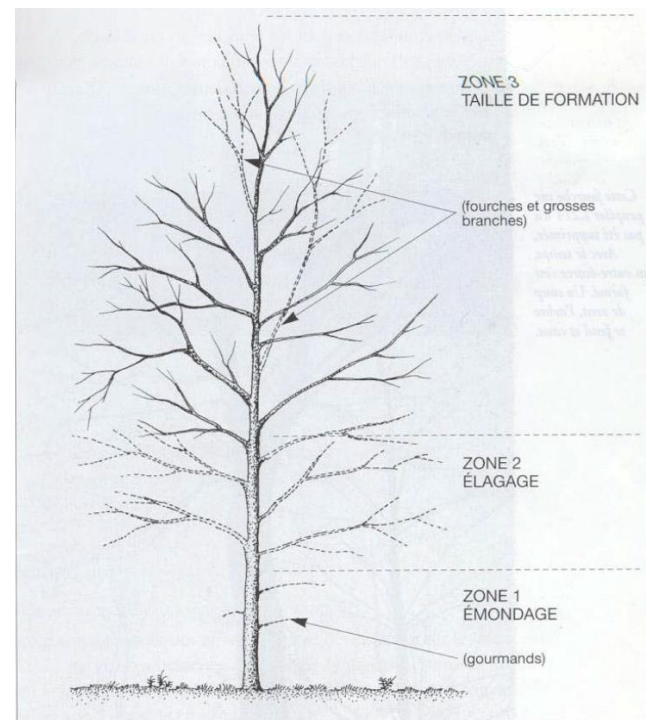 ZONE 3
TAILLE DE FORMATION
(fourches et grosses
branches)
ZONE 2
ÉLAGAGE
ZONE 1
ÉMONDAGE
(gourmands)